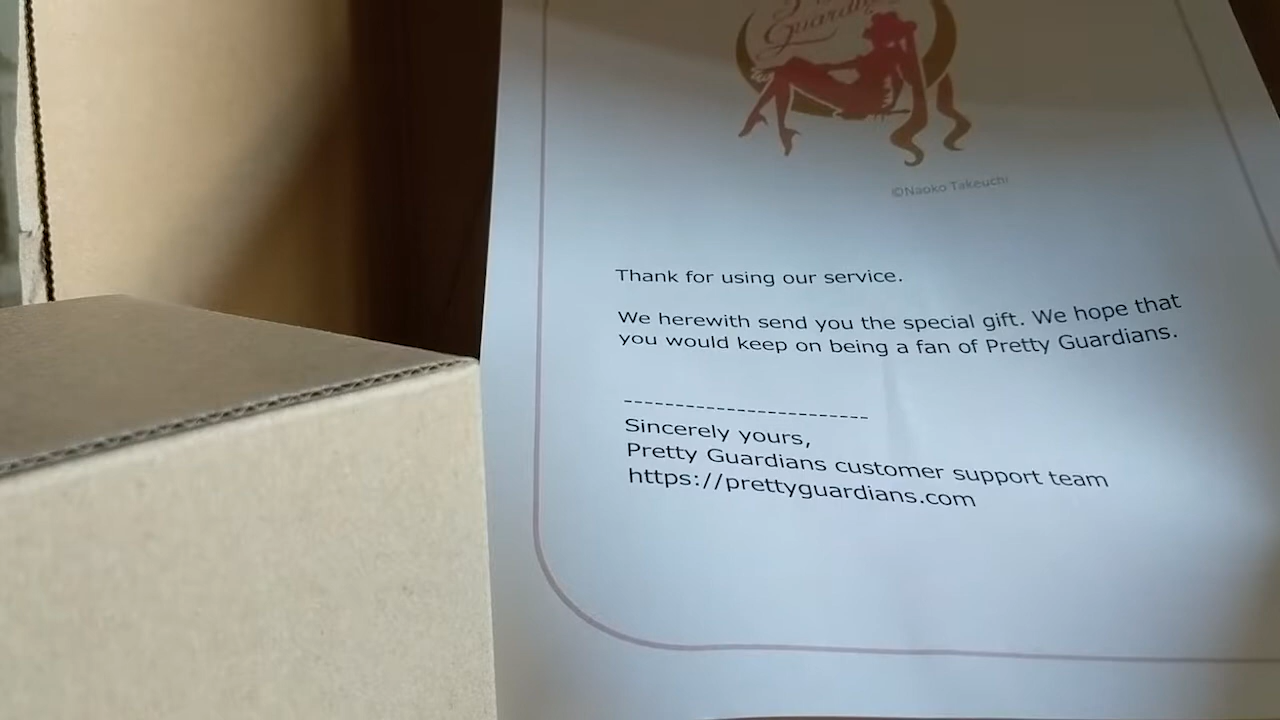 Guardians
©Naoko Takeuchi
Thank for using our service.
We herewith send you the special gift. We hope that
you would keep on being a fan of Pretty Guardians.
------------------------
Sincerely yours,
Pretty Guardians customer support team
https://prettyguardians.com